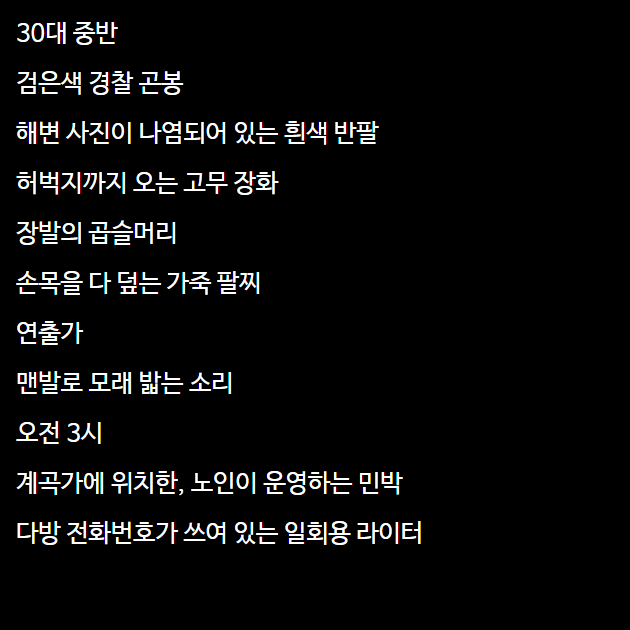 30대 중반
검은색 경찰 곤봉
해변 사진이 나염되어 있는 흰색 반팔
허벅지까지 오는 고무 장화
장발의 곱슬머리
손목을 다 덮는 가죽 팔찌
연출가
맨발로 모래 밟는 소리
오전 3시
계곡가에 위치한, 노인이 운영하는 민박
다방 전화번호가 쓰여 있는 일회용 라이터